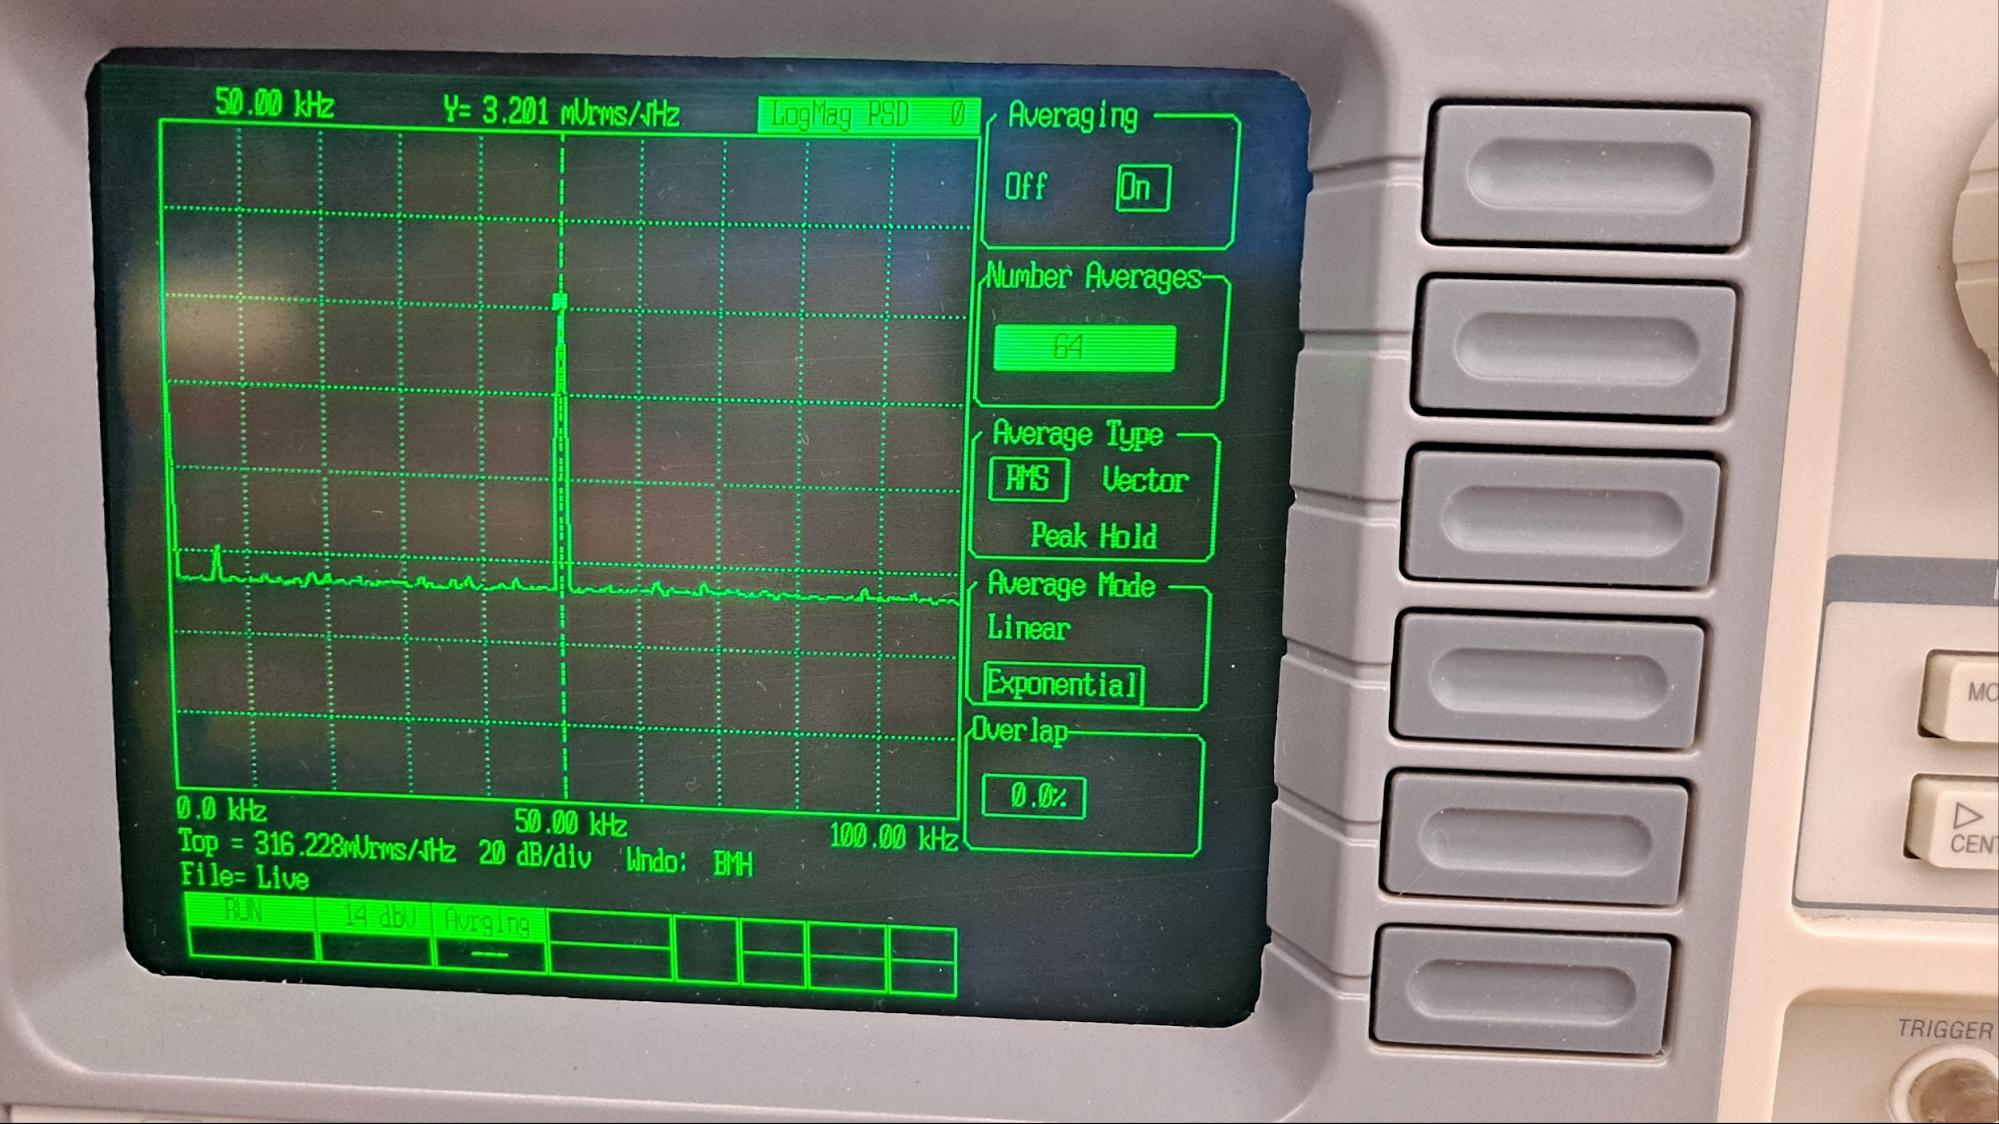 50.00 kHz Y= 3.201 mVrms/√Hz LogMag PSD 0
Averaging
Off On
Number Averages
64
Average Type
RMS Vector
Peak Hold
Average Mode
Linear
Exponential
Overlap
0.0%
0.0 kHz 50.00 kHz 100.00 kHz
Top = 316.228mVrms/√Hz 20 dB/div Wndo: BMH
File= Live
RUN 14 dbV Avrging
---
TRIGGER